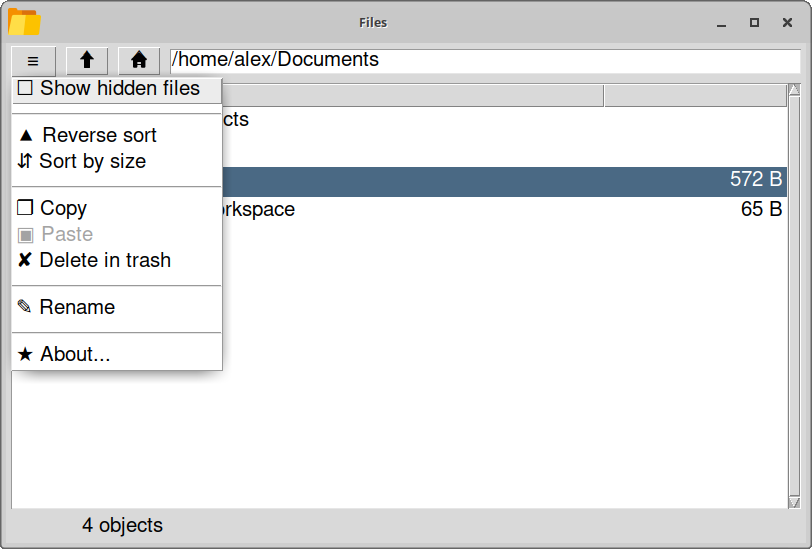 Files
/home/alex/Documents
Show hidden files
cts
Reverse sort
Sort by size
572 B
Copy
orkspace 65 B
Paste
Delete in trash
Rename
About...
4 objects